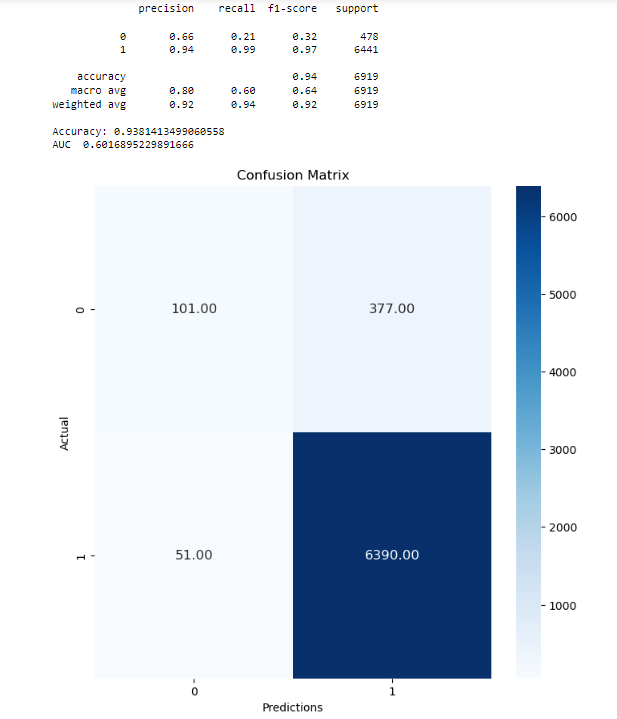 precision recall f1-score support
0 0.66 0.21 0.32 478
1 0.94 0.99 0.97 6441
accuracy 0.94 6919
macro avg 0.80 0.60 0.64 6919
weighted avg 0.92 0.94 0.92 6919
Accuracy: 0.9381413499060558
AUC 0.6016895229891666
Confusion Matrix
6000
5000
4000
3000
2000
1000
Actual
0
1
101.00 377.00
51.00 6390.00
0 1
Predictions